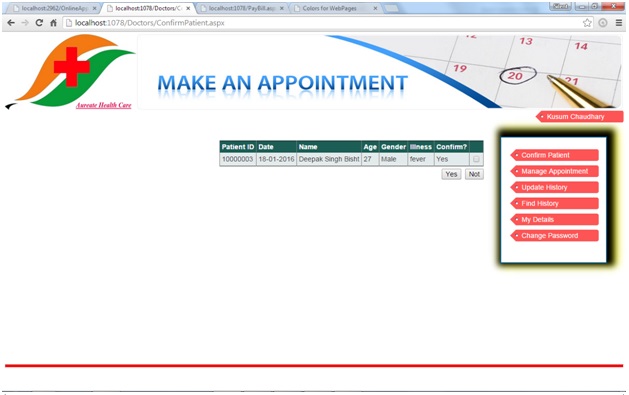 localhost:2962/OnlineApp
localhost:1078/Doctors/Co
localhost:1078/PayBill.asp
Colors for WebPages
localhost:1078/Doctors/ConfirmPatient.aspx
Aureate Health Care
MAKE AN APPOINTMENT
13
14
19
20
21
Kusum Chaudhary
Patient ID Date Name Age Gender Illness Confirm?
10000003 18-01-2016 Deepak Singh Bisht 27 Male fever Yes
Yes Not
Confirm Patient
Manage Appointment
Update History
Find History
My Details
Change Password